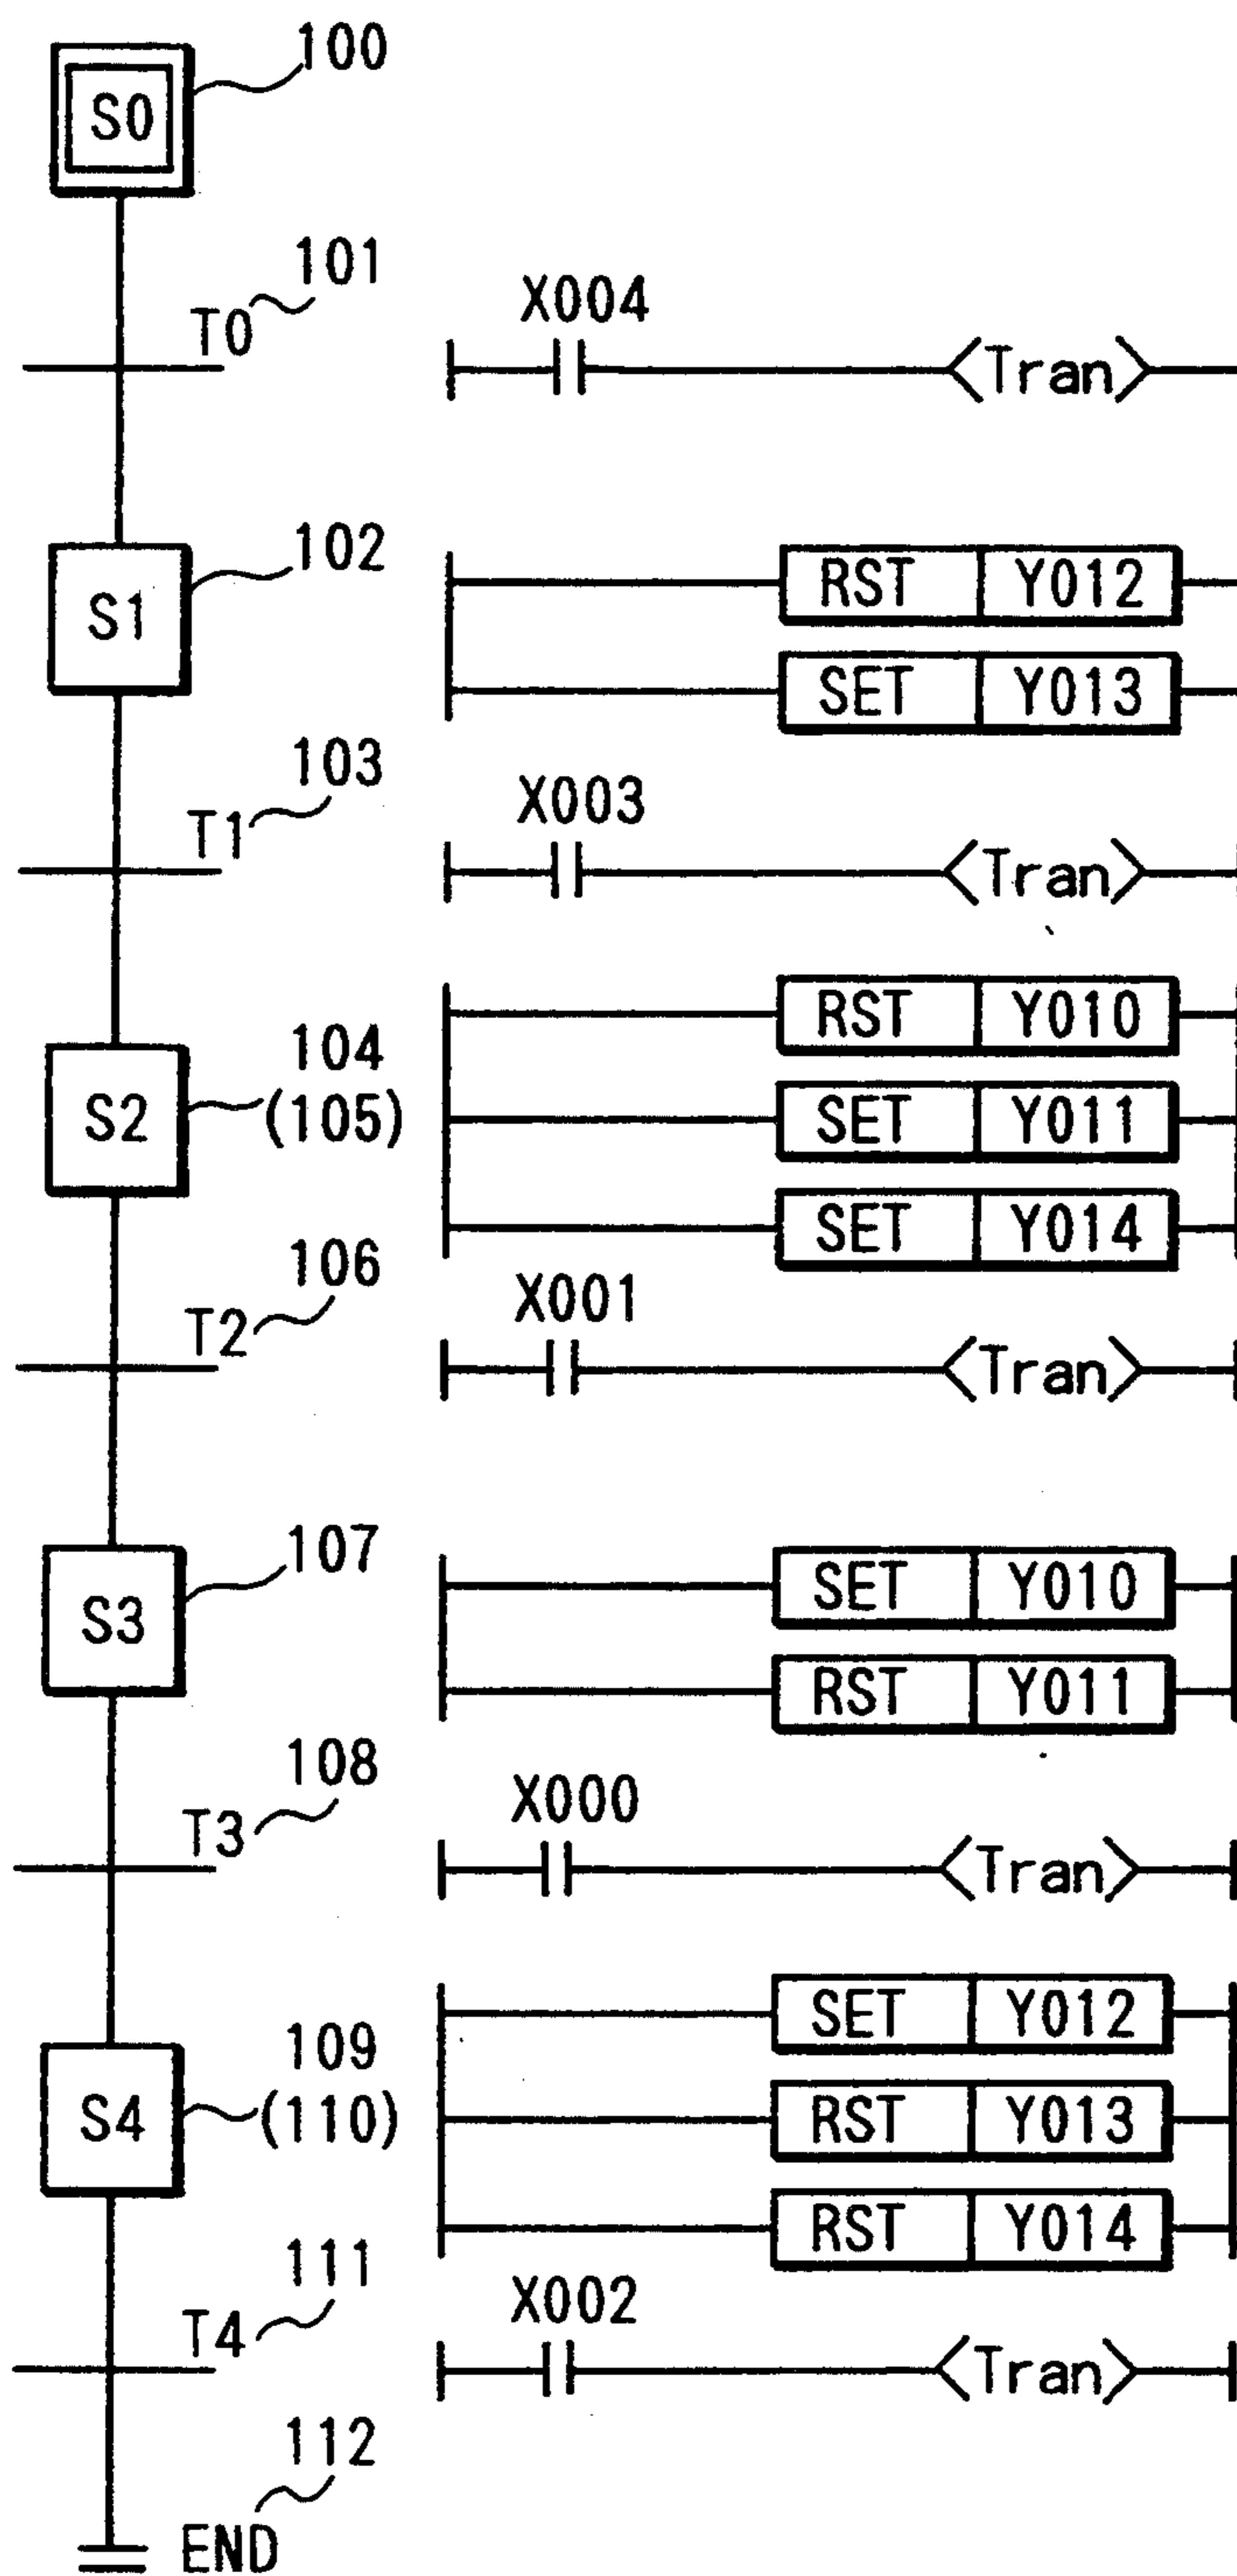 100
S0
101
T0
X004
Tran
102
S1
RST Y012
SET Y013
103
T1
X003
Tran
RST Y010
104
(105)
S2
SET Y011
SET Y014
106
T2
X001
Tran
107
S3
SET Y010
RST Y011
108
T3
X000
Tran
SET Y012
109
(110)
S4
RST Y013
RST Y014
111
T4
X002
Tran
112
END